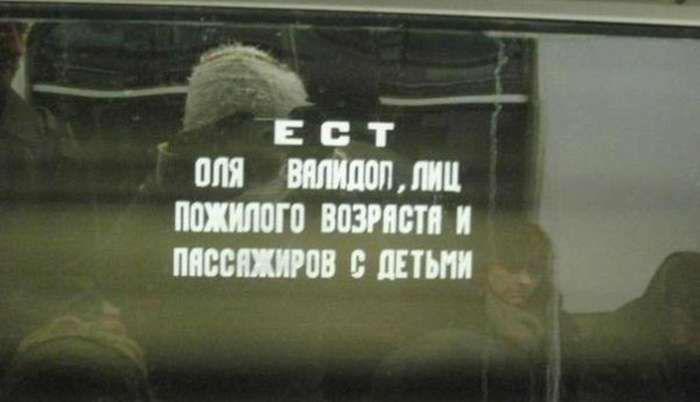 ЕСТ
ОЛЯ ВАЛИДОП, ЛИЦ
ПОЖИЛОГО ВОЗРАСТА И
ПАССАЖИРОВ С ДЕТЬМИ